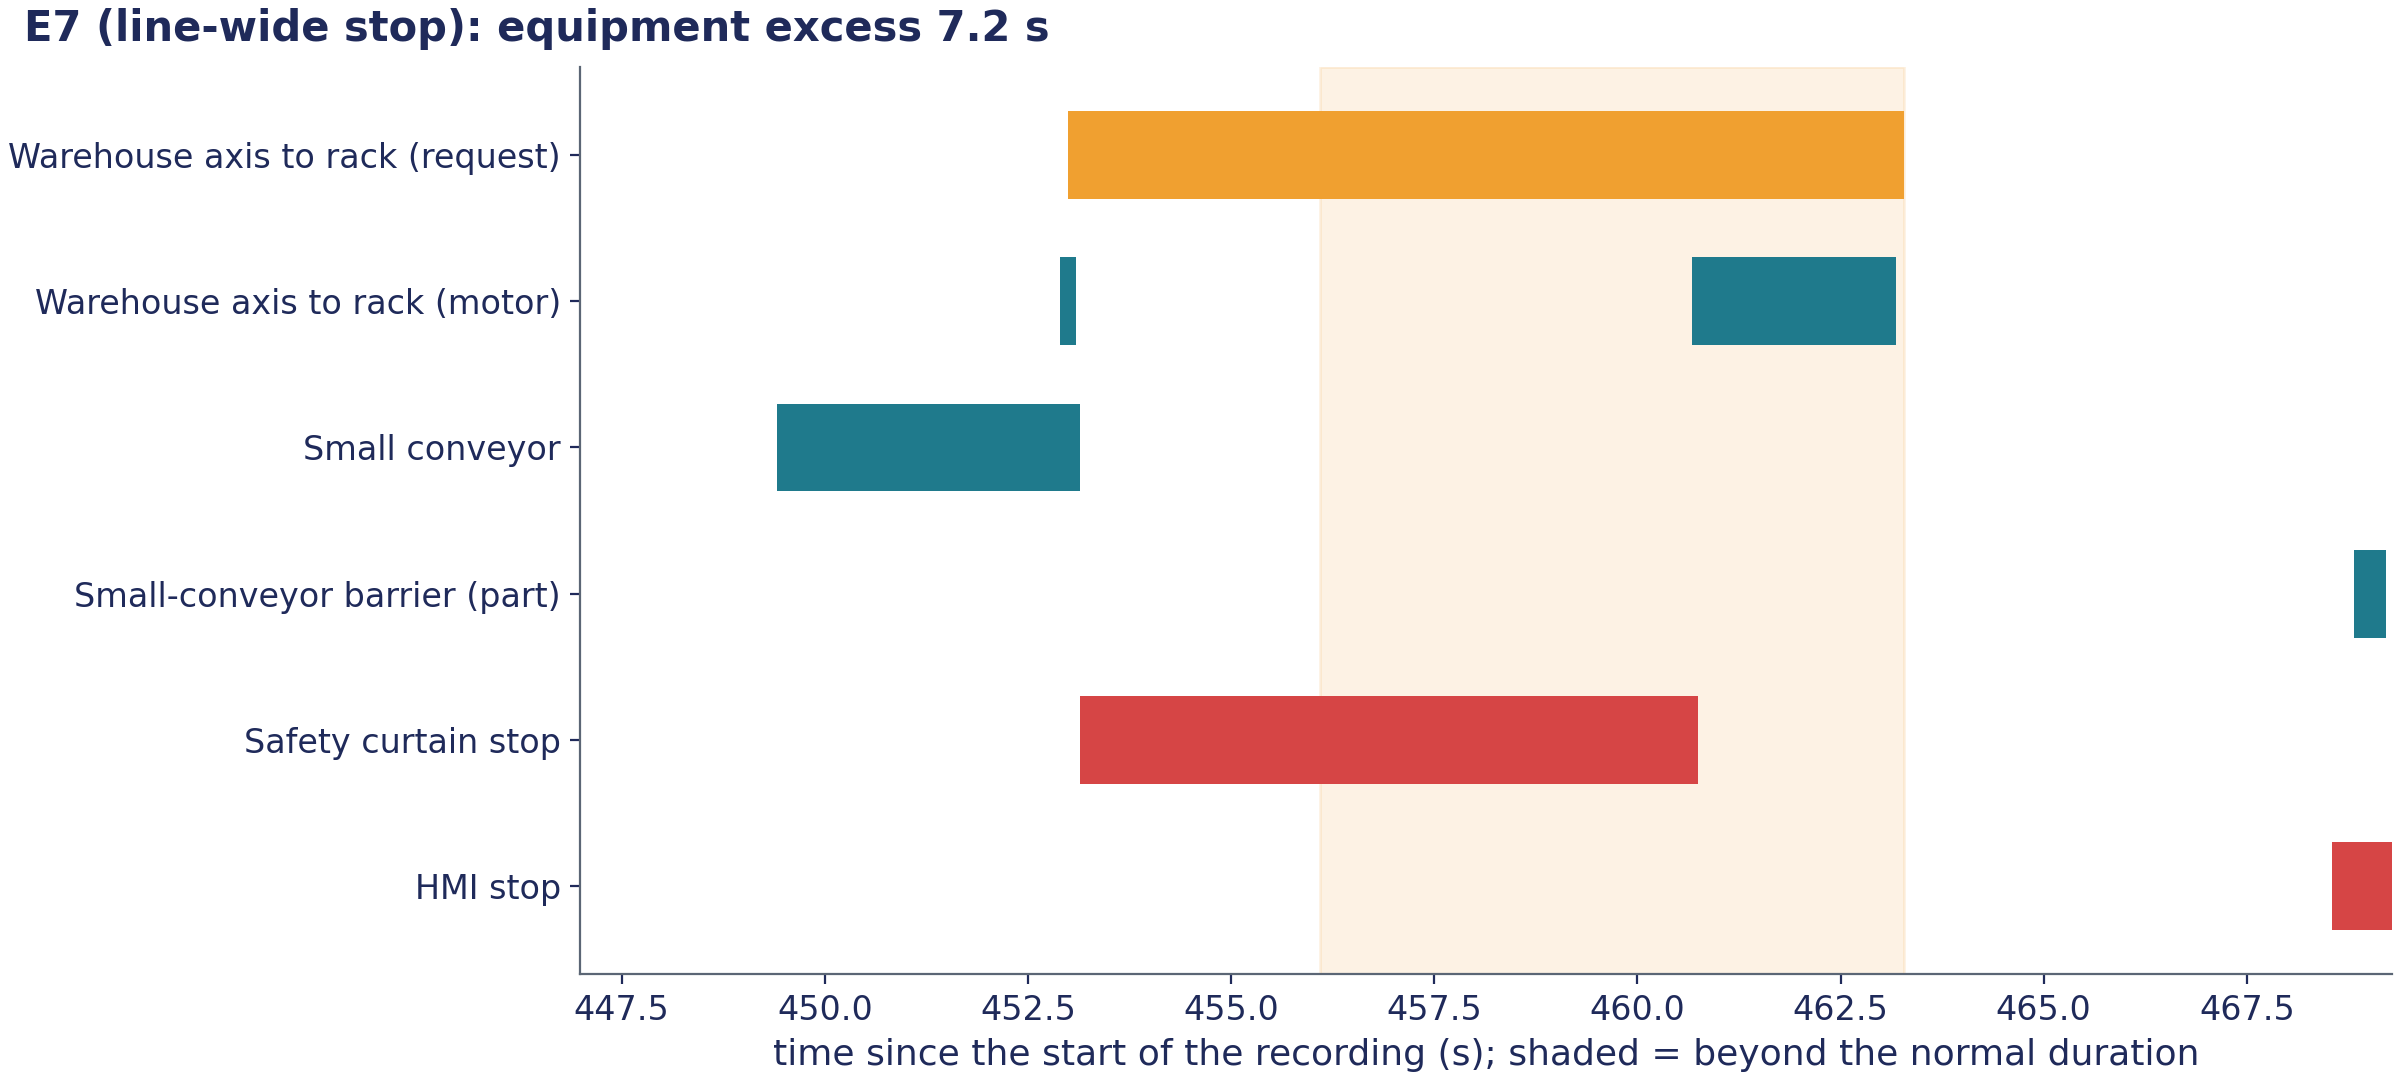 E7 (line-wide stop): equipment excess 7.2 s
Warehouse axis to rack (request)
Warehouse axis to rack (motor)
Small conveyor
Small-conveyor barrier (part)
Safety curtain stop
HMI stop
447.5 450.0 452.5 455.0 457.5 460.0 462.5 465.0 467.5
time since the start of the recording (s); shaded = beyond the normal duration